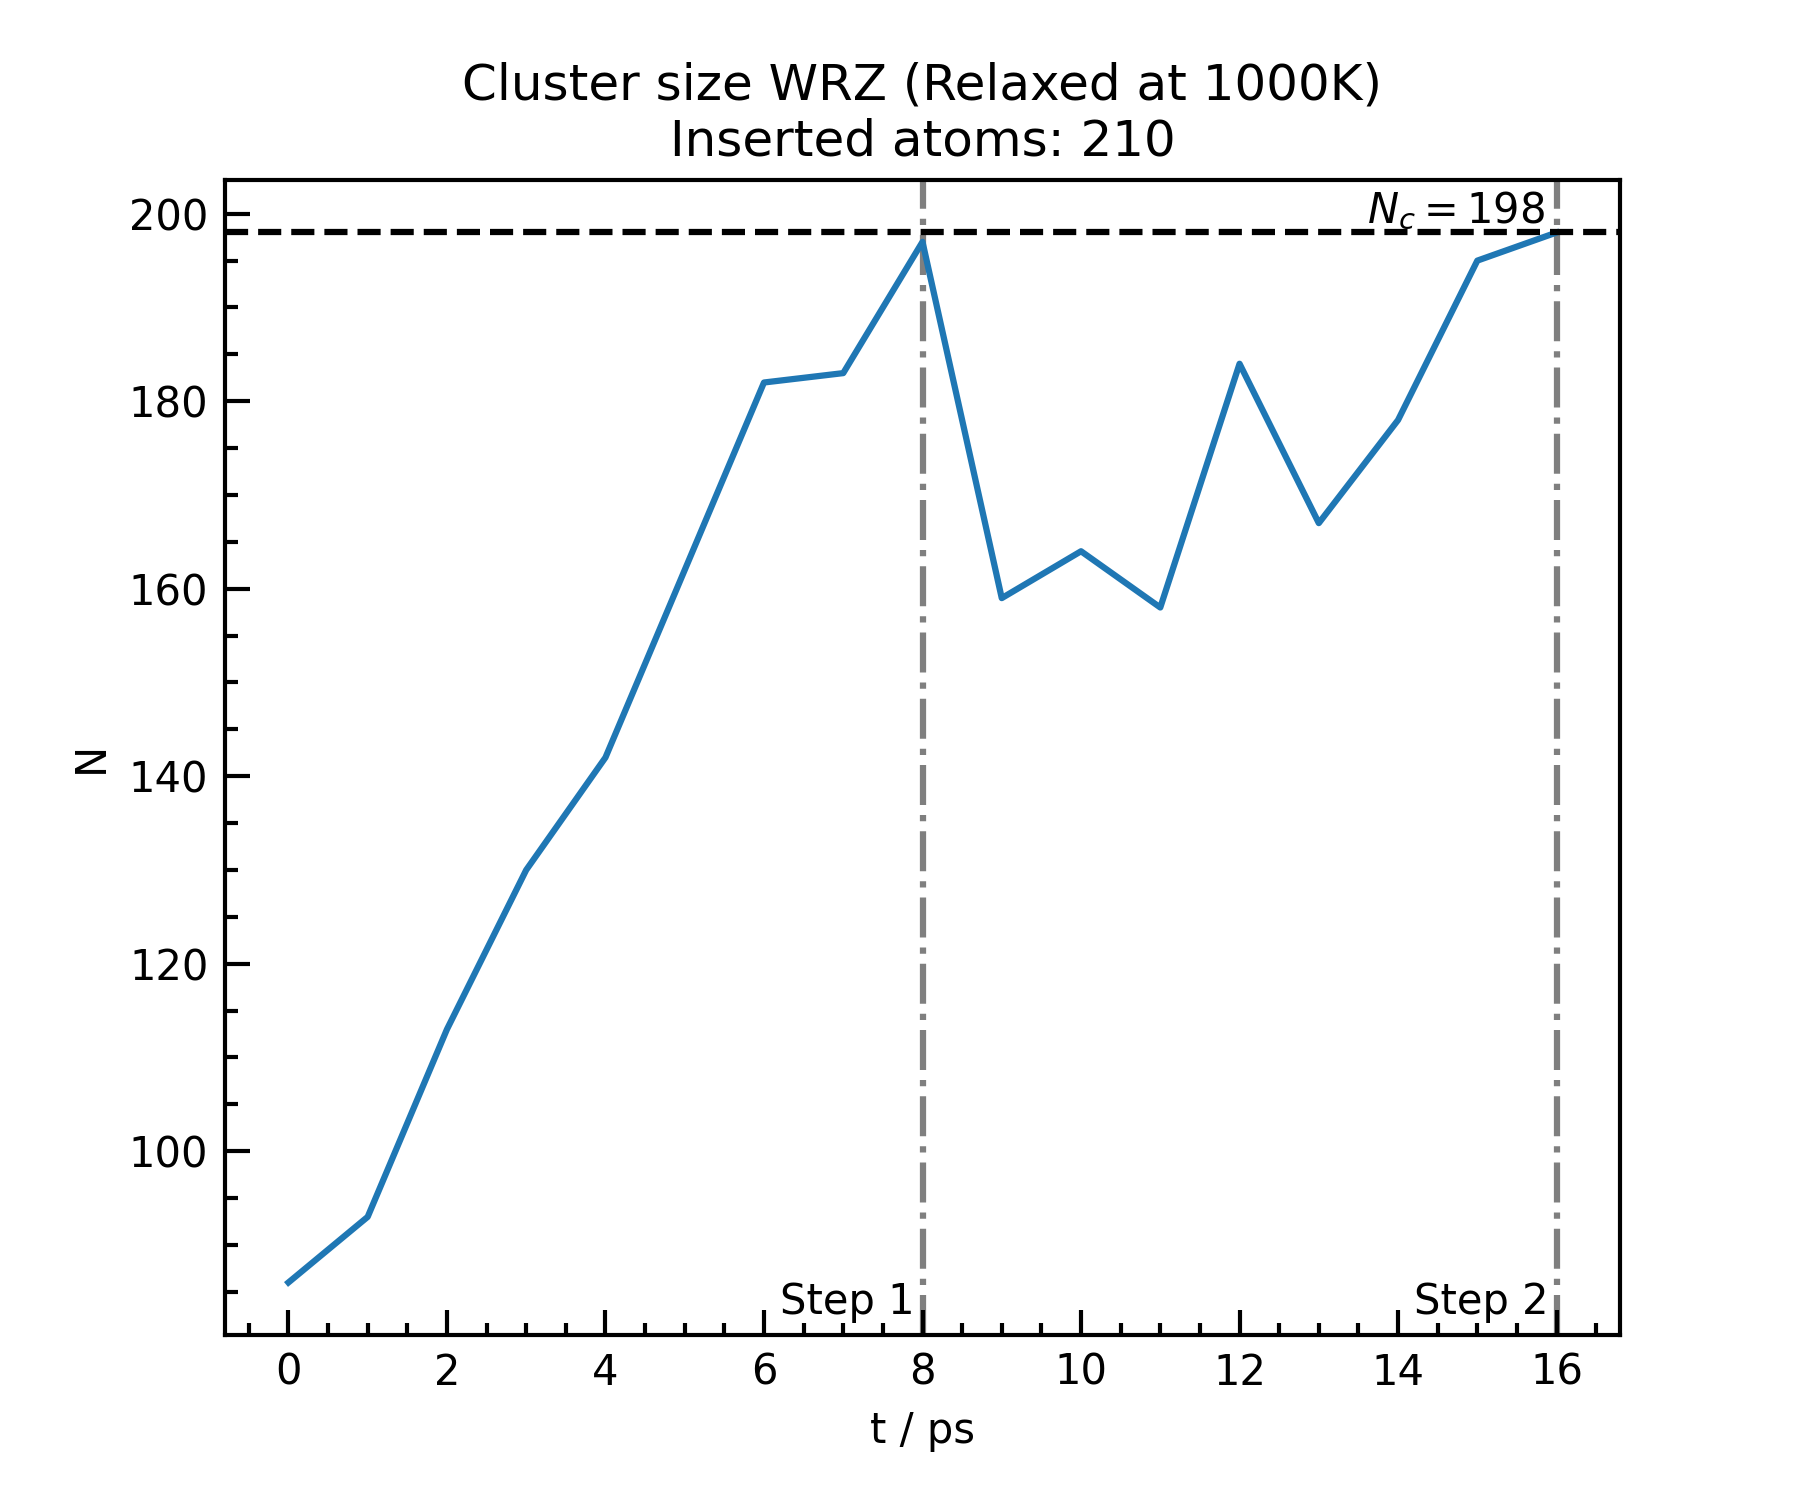 Cluster size WRZ (Relaxed at 1000K)
Inserted atoms: 210
N_c = 198
200
180
160
140
120
100
N
Step 1
Step 2
0 2 4 6 8 10 12 14 16
t / ps